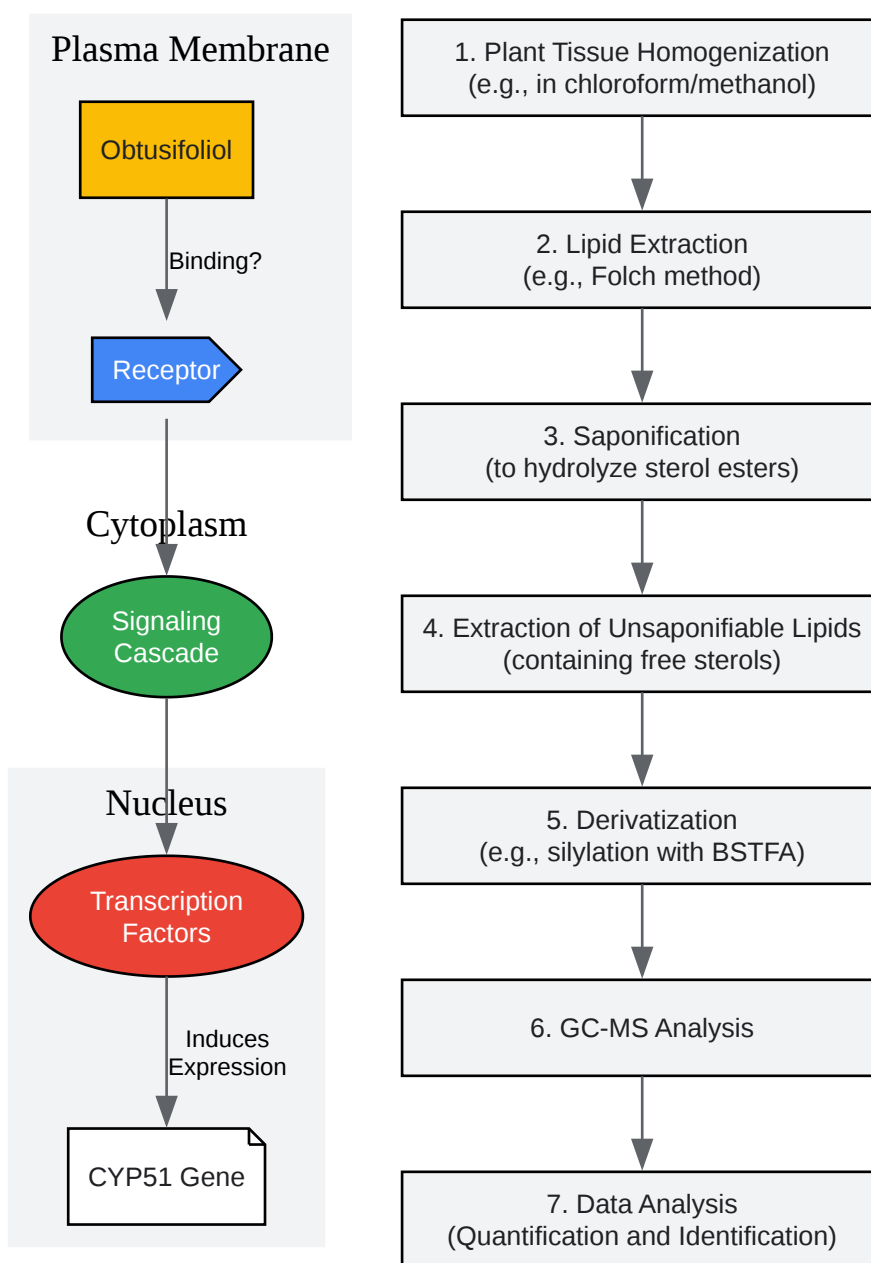 Plasma Membrane
Obtusifoliol
Binding?
Receptor
Cytoplasm
Signaling
Cascade
Nucleus
Transcription
Factors
Induces
Expression
CYP51 Gene
1. Plant Tissue Homogenization
(e.g., in chloroform/methanol)
2. Lipid Extraction
(e.g., Folch method)
3. Saponification
(to hydrolyze sterol esters)
4. Extraction of Unsaponifiable Lipids
(containing free sterols)
5. Derivatization
(e.g., silylation with BSTFA)
6. GC-MS Analysis
7. Data Analysis
(Quantification and Identification)